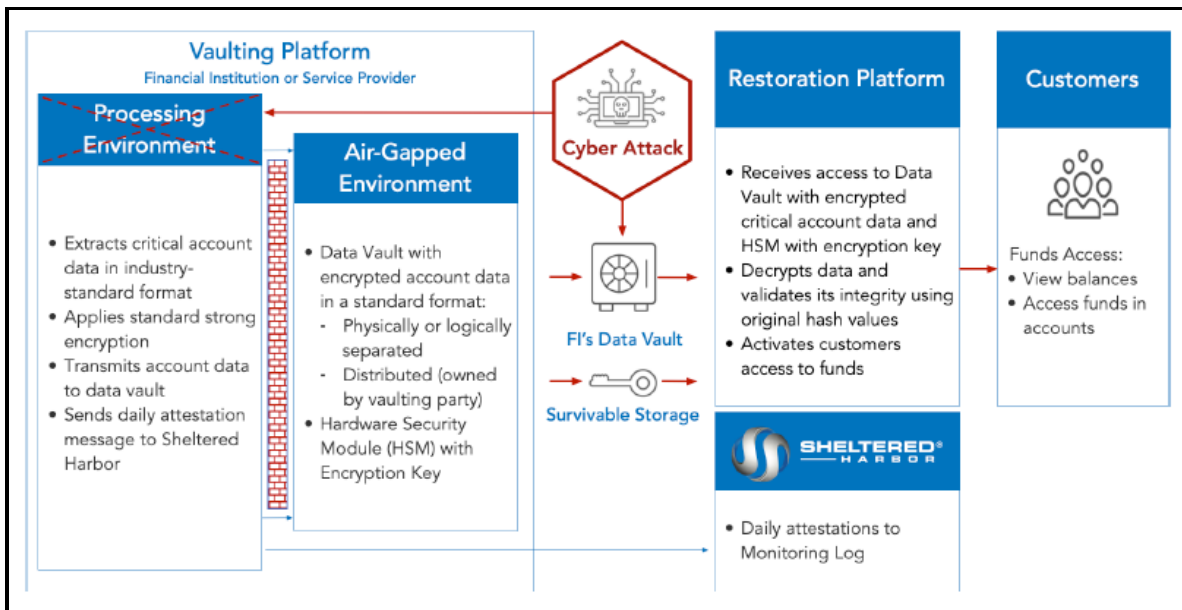 Vaulting Platform
Financial Institution or Service Provider
Processing
Environment
• Extracts critical account
data in industry-
standard format
• Applies standard strong
encryption
• Transmits account data
to data vault
• Sends daily attestation
message to Sheltered
Harbor
Air-Gapped
Environment
• Data Vault with
encrypted account data
in a standard format:
- Physically or logically
separated
- Distributed (owned
by vaulting party)
• Hardware Security
Module (HSM) with
Encryption Key
Cyber Attack
FI's Data Vault
Survivable Storage
Restoration Platform
• Receives access to Data
Vault with encrypted
critical account data and
HSM with encryption key
• Decrypts data and
validates its integrity using
original hash values
• Activates customers
access to funds
SHELTERED®
HARBOR
• Daily attestations to
Monitoring Log
Customers
Funds Access:
• View balances
• Access funds in
accounts